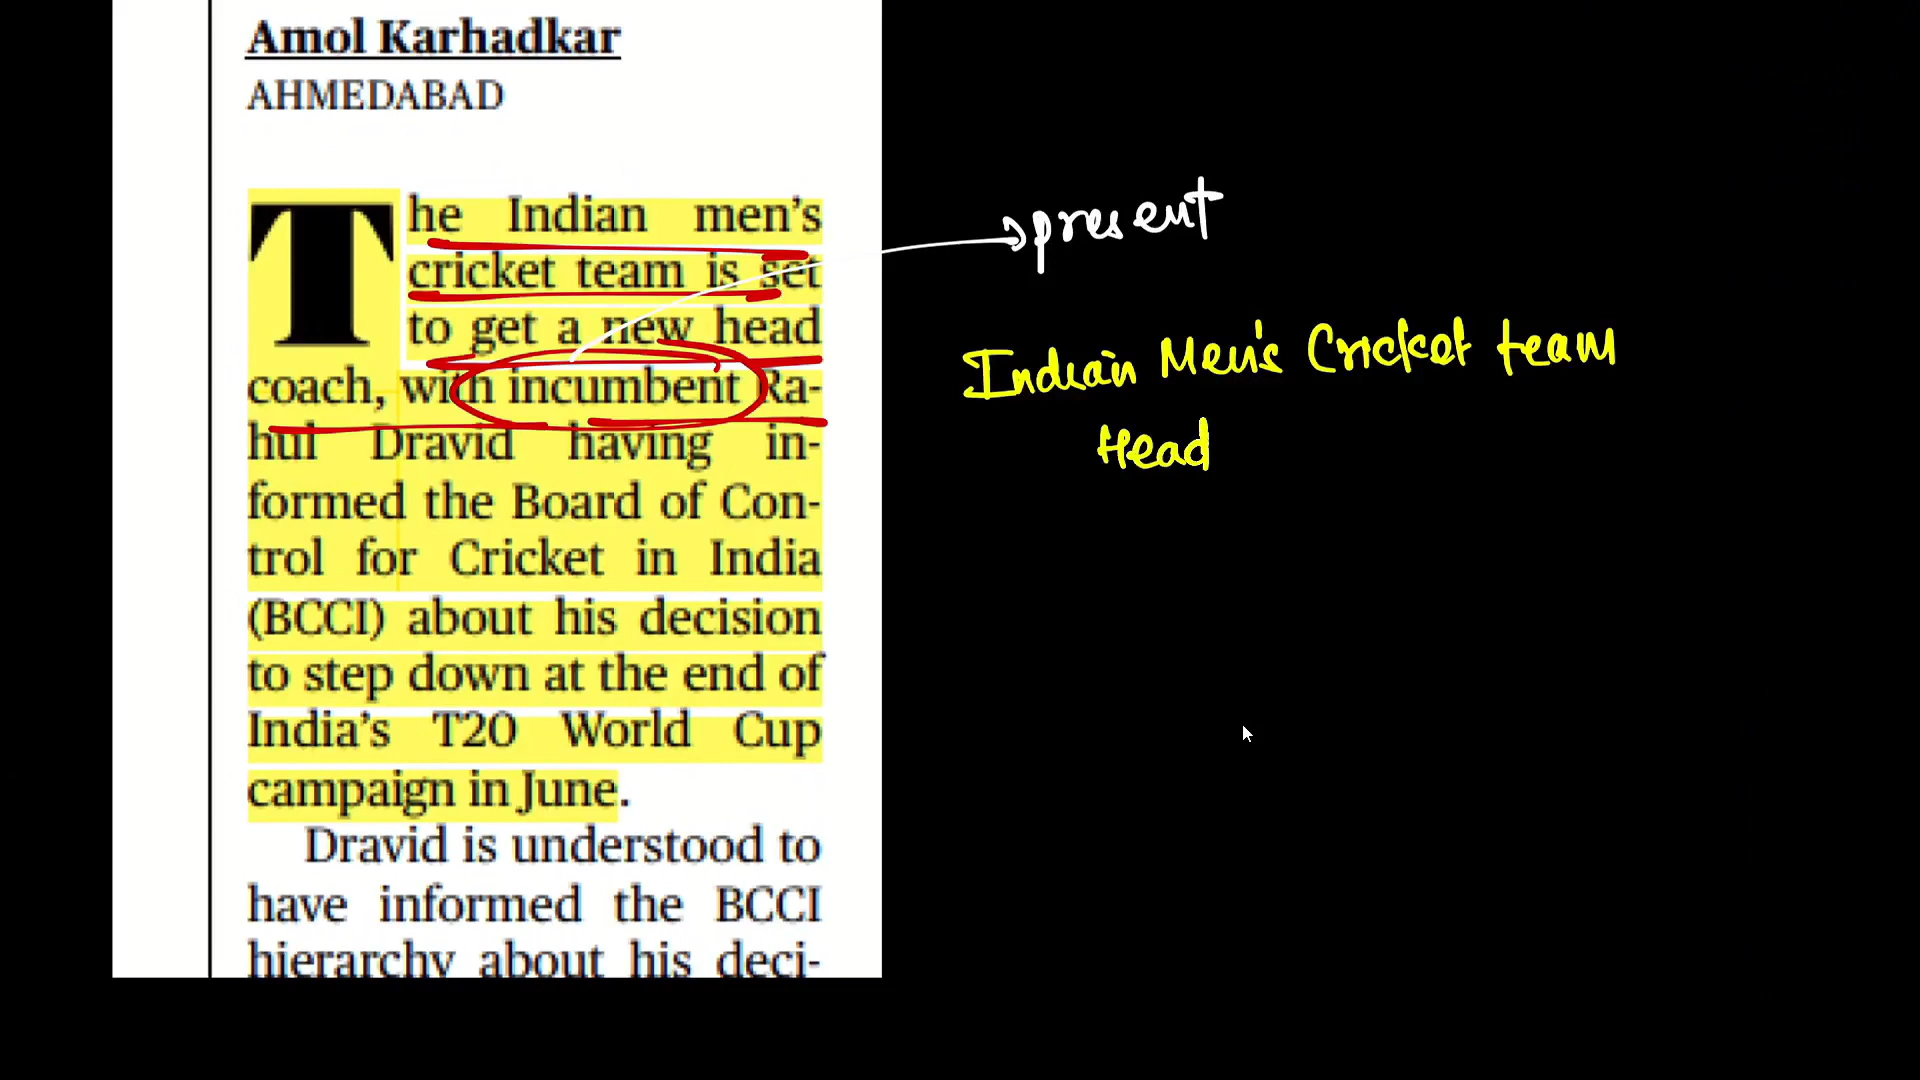 Amol Karhadkar
AHMEDABAD
The Indian men's
cricket team is set
to get a new head
coach, with incumbent Ra-
hul Dravid having in-
formed the Board of Con-
trol for Cricket in India
(BCCI) about his decision
to step down at the end of
India's T20 World Cup
campaign in June.
Dravid is understood to
have informed the BCCI
hierarchy about his deci-
present
Indian Men's Cricket team
Head